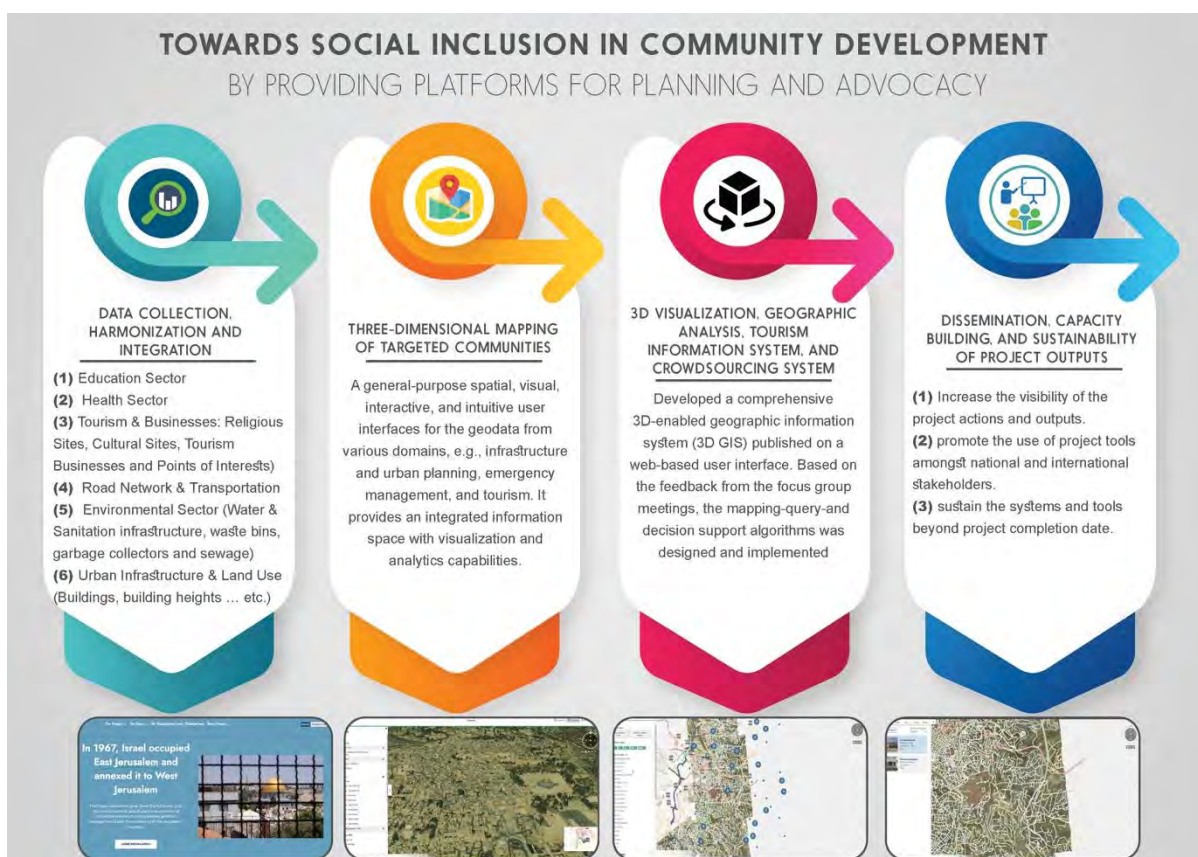 TOWARDS SOCIAL INCLUSION IN COMMUNITY DEVELOPMENT
BY PROVIDING PLATFORMS FOR PLANNING AND ADVOCACY
DATA COLLECTION,
HARMONIZATION AND
INTEGRATION
(1) Education Sector
(2) Health Sector
(3) Tourism & Businesses: Religious
Sites, Cultural Sites, Tourism
Businesses and Points of Interests)
(4) Road Network & Transportation
(5) Environmental Sector (Water &
Sanitation infrastructure, waste bins,
garbage collectors and sewage)
(6) Urban Infrastructure & Land Use
(Buildings, building heights ... etc.)
THREE-DIMENSIONAL MAPPING
OF TARGETED COMMUNITIES
A general-purpose spatial, visual,
interactive, and intuitive user
interfaces for the geodata from
various domains, e.g., infrastructure
and urban planning, emergency
management, and tourism. It
provides an integrated information
space with visualization and
analytics capabilities.
3D VISUALIZATION, GEOGRAPHIC
ANALYSIS, TOURISM
INFORMATION SYSTEM, AND
CROWDSOURCING SYSTEM
Developed a comprehensive
3D-enabled geographic information
system (3D GIS) published on a
web-based user interface. Based on
the feedback from the focus group
meetings, the mapping-query-and
decision support algorithms was
designed and implemented
DISSEMINATION, CAPACITY
BUILDING, AND SUSTAINABILITY
OF PROJECT OUTPUTS
(1) Increase the visibility of the
project actions and outputs.
(2) promote the use of project tools
amongst national and international
stakeholders.
(3) sustain the systems and tools
beyond project completion date.
In 1967, Israel occupied
East Jerusalem and
annexed it to West
Jerusalem